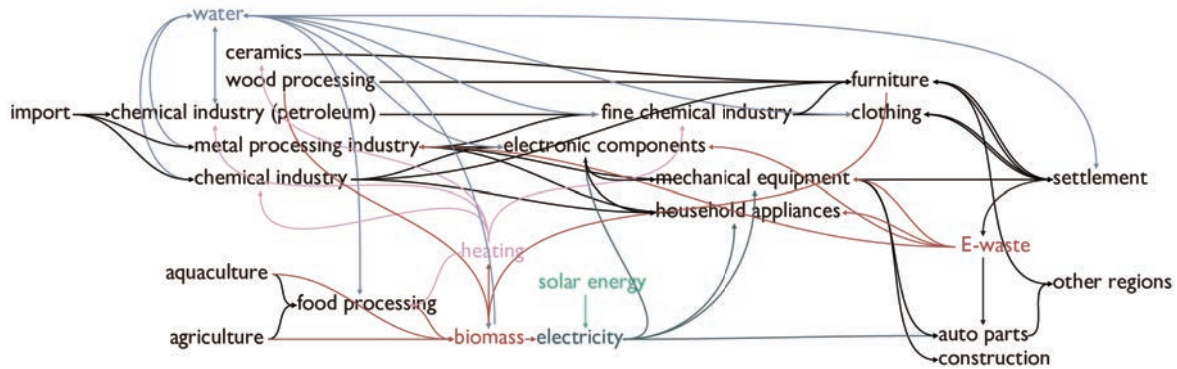 water
ceramics
wood processing
furniture
import
chemical industry (petroleum)
fine chemical industry
clothing
metal processing industry
electronic components
chemical industry
mechanical equipment
settlement
household appliances
heating
E-waste
aquaculture
solar energy
other regions
food processing
agriculture
biomass
electricity
auto parts
construction